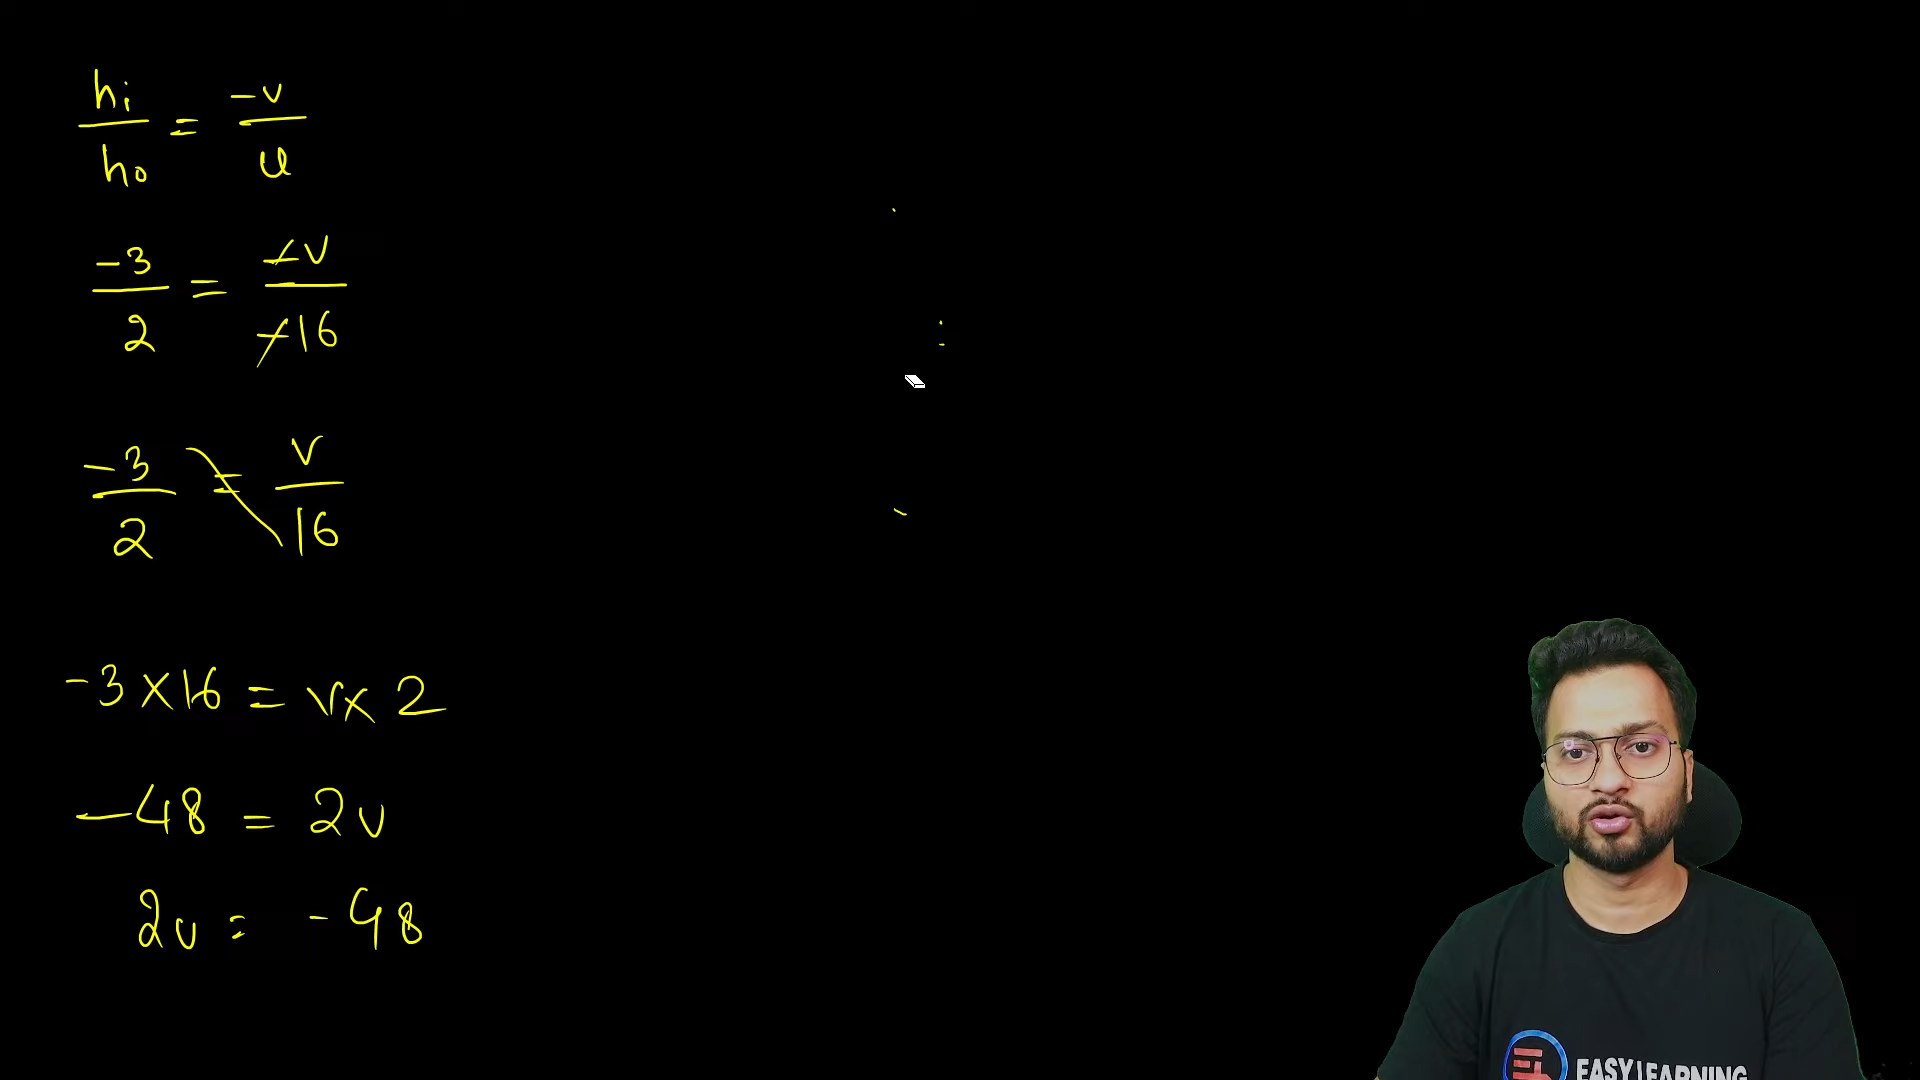 hi/ho = -v/u
-3/2 = -v/-16
-3/2 = v/16
-3 x 16 = v x 2
-48 = 2v
2v = -48
EASY LEARNING